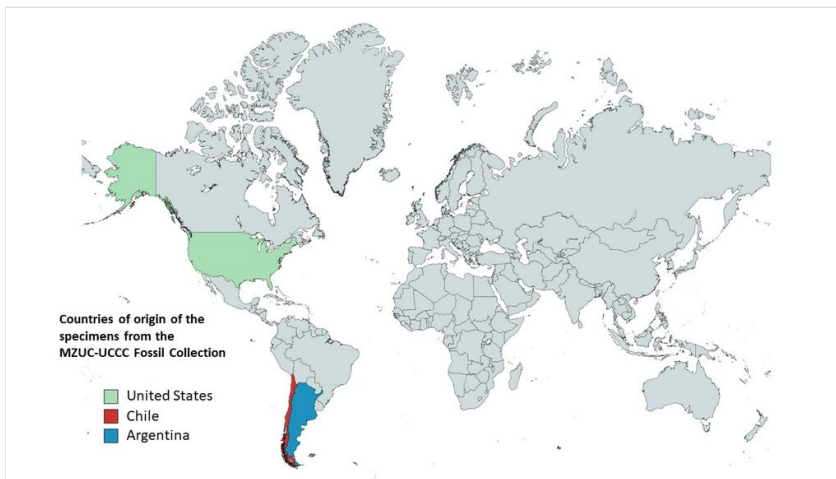 Countries of origin of the
specimens from the
MZUC-UCCC Fossil Collection
United States
Chile
Argentina